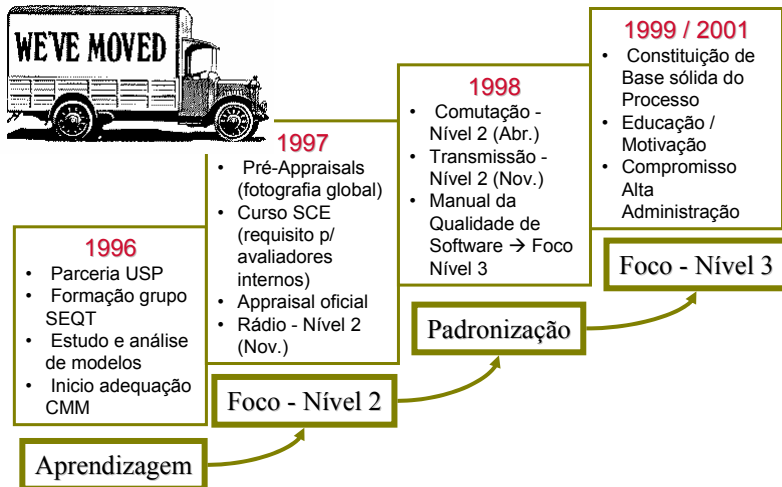 WE'VE MOVED
1996
• Parceria USP
• Formação grupo
SEQT
• Estudo e análise
de modelos
• Inicio adequação
CMM
Aprendizagem
1997
• Pré-Appraisals
(fotografia global)
• Curso SCE
(requisito p/
avaliadores
internos)
• Appraisal oficial
• Rádio - Nível 2
(Nov.)
Foco - Nível 2
1998
• Comutação -
Nível 2 (Abr.)
• Transmissão -
Nível 2 (Nov.)
• Manual da
Qualidade de
Software → Foco
Nível 3
Padronização
1999 / 2001
• Constituição de
Base sólida do
Processo
• Educação /
Motivação
• Compromisso
Alta
Administração
Foco - Nível 3